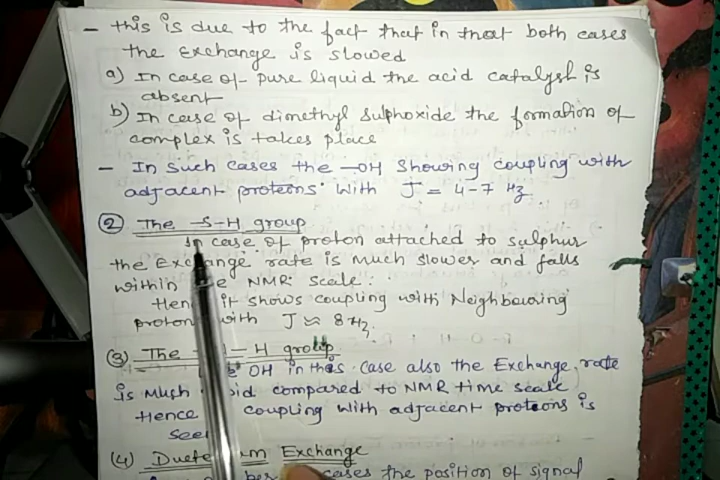 - this is due to the fact that in that both cases
the Exchange is slowed
a) In case of pure liquid the acid catalyst is
absent
b) In case of dimethyl sulphoxide the formation of
complex is takes place
- In such cases the -OH showing coupling with
adjacent protons with J = 4-7 Hz.
② The -S-H group
case of proton attached to sulphur
the Exchange rate is much slower and falls
within NMR scale.
it shows coupling with Neighbouring
proton with J ≈ 8 Hz.
(3) The H group
OH in this case also the Exchange rate
is Much compared to NMR time scale
Hence coupling with adjacent protons is
(4) Exchange
cases the position of signal